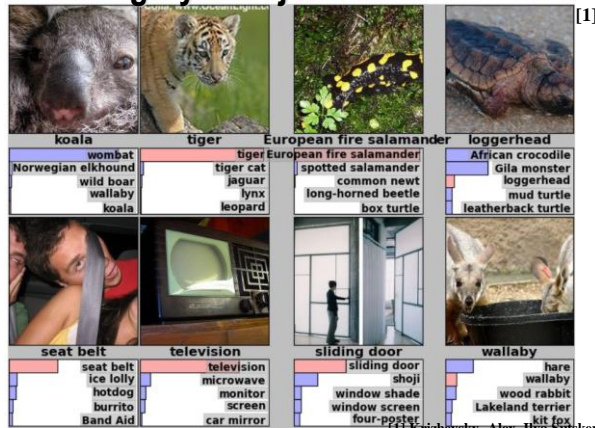 [1]
koala
tiger
European fire salamander
loggerhead
wombat
Norwegian elkhound
wild boar
wallaby
koala
tiger
tiger cat
jaguar
lynx
leopard
European fire salamander
spotted salamander
common newt
long-horned beetle
box turtle
African crocodile
Gila monster
loggerhead
mud turtle
leatherback turtle
seat belt
television
sliding door
wallaby
seat belt
ice lolly
hotdog
burrito
Band Aid
television
microwave
monitor
screen
car mirror
sliding door
shoji
window shade
window screen
four-poster
hare
wallaby
wood rabbit
Lakeland terrier
kit fox